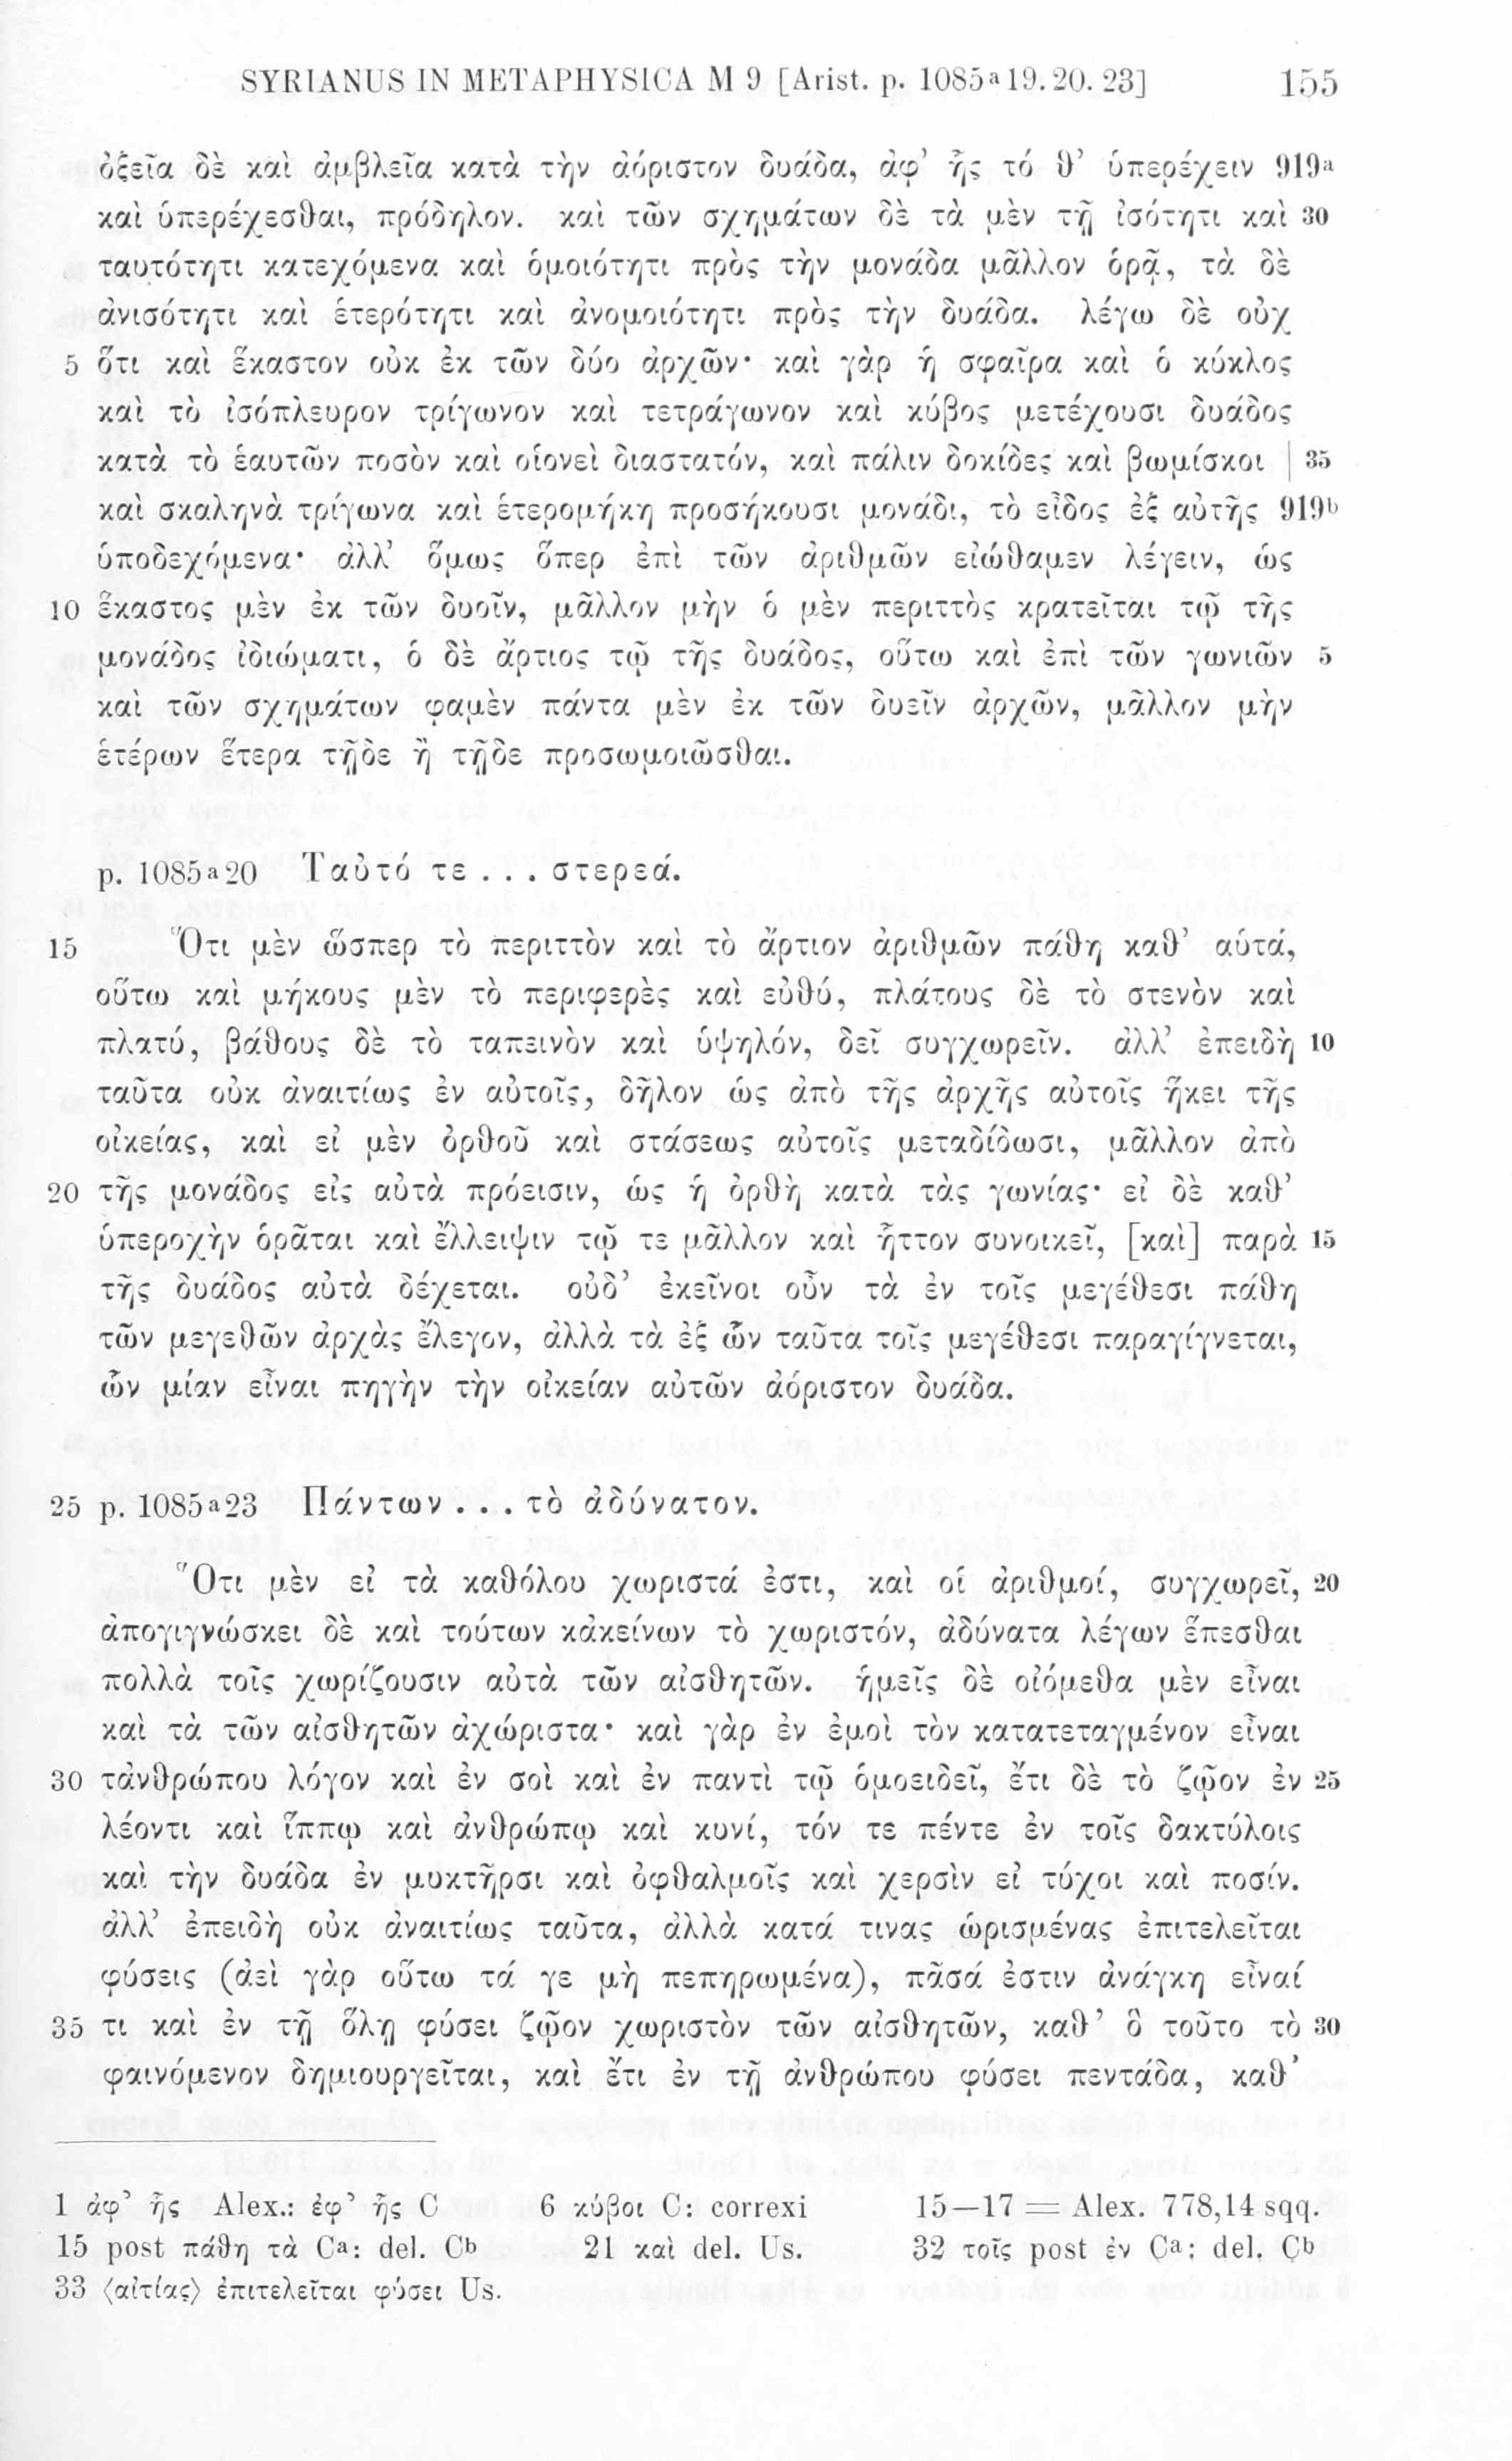 SYRIANUS IN METAPHYSICA M 9 [Arist. p. 1085ᵃ19. 20. 23] 155
ὀξεῖα δὲ καὶ ἀμβλεῖα κατὰ τὴν ἀόριστον δυάδα, ἀφ’ ἧς τό θ’ ὑπερέχειν 919ᵃ
καὶ ὑπερέχεσθαι, πρόδηλον. καὶ τῶν σχημάτων δὲ τὰ μὲν τῇ ἰσότητι καὶ 30
ταυτότητι κατεχόμενα καὶ ὁμοιότητι πρὸς τὴν μονάδα μᾶλλον ὁρᾷ, τὰ δὲ
ἀνισότητι καὶ ἑτερότητι καὶ ἀνομοιότητι πρὸς τὴν δυάδα. λέγω δὲ οὐχ
5 ὅτι καὶ ἕκαστον οὐκ ἐκ τῶν δύο ἀρχῶν· καὶ γὰρ ἡ σφαῖρα καὶ ὁ κύκλος
καὶ τὸ ἰσόπλευρον τρίγωνον καὶ τετράγωνον καὶ κύβος μετέχουσι δυάδος
κατὰ τὸ ἑαυτῶν ποσὸν καὶ οἱονεὶ διαστατόν, καὶ πάλιν δοκίδες καὶ βωμίσκοι | 35
καὶ σκαληνὰ τρίγωνα καὶ ἑτερομήκη προσήκουσι μονάδι, τὸ εἶδος ἐξ αὐτῆς 919ᵇ
ὑποδεχόμενα· ἀλλ’ ὅμως ὅπερ ἐπὶ τῶν ἀριθμῶν εἰώθαμεν λέγειν, ὡς
10 ἕκαστος μὲν ἐκ τῶν δυοῖν, μᾶλλον μὴν ὁ μὲν περιττὸς κρατεῖται τῷ τῆς
μονάδος ἰδιώματι, ὁ δὲ ἄρτιος τῷ τῆς δυάδος, οὕτω καὶ ἐπὶ τῶν γωνιῶν 5
καὶ τῶν σχημάτων φαμὲν πάντα μὲν ἐκ τῶν δυεῖν ἀρχῶν, μᾶλλον μὴν
ἑτέρων ἕτερα τῇδε ἢ τῇδε προσωμοιῶσθαι.
p. 1085ᵃ20 Ταὐτό τε . . . στερεά.
15 Ὅτι μὲν ὥσπερ τὸ περιττὸν καὶ τὸ ἄρτιον ἀριθμῶν πάθη καθ’ αὑτά,
οὕτω καὶ μήκους μὲν τὸ περιφερὲς καὶ εὐθύ, πλάτους δὲ τὸ στενὸν καὶ
πλατύ, βάθους δὲ τὸ ταπεινὸν καὶ ὑψηλόν, δεῖ συγχωρεῖν. ἀλλ’ ἐπειδὴ 10
ταῦτα οὐκ ἀναιτίως ἐν αὐτοῖς, δῆλον ὡς ἀπὸ τῆς ἀρχῆς αὐτοῖς ἥκει τῆς
οἰκείας, καὶ εἰ μὲν ὀρθοῦ καὶ στάσεως αὐτοῖς μεταδίδωσι, μᾶλλον ἀπὸ
20 τῆς μονάδος εἰς αὐτὰ πρόεισιν, ὡς ἡ ὀρθὴ κατὰ τὰς γωνίας· εἰ δὲ καθ’
ὑπεροχὴν ὁρᾶται καὶ ἔλλειψιν τῷ τε μᾶλλον καὶ ἧττον συνοικεῖ, [καὶ] παρὰ 15
τῆς δυάδος αὐτὰ δέχεται. οὐδ’ ἐκεῖνοι οὖν τὰ ἐν τοῖς μεγέθεσι πάθη
τῶν μεγεθῶν ἀρχὰς ἔλεγον, ἀλλὰ τὰ ἐξ ὧν ταῦτα τοῖς μεγέθεσι παραγίγνεται,
ὧν μίαν εἶναι πηγὴν τὴν οἰκείαν αὐτῶν ἀόριστον δυάδα.
25 p. 1085ᵃ23 Πάντων . . . τὸ ἀδύνατον.
Ὅτι μὲν εἰ τὰ καθόλου χωριστά ἐστι, καὶ οἱ ἀριθμοί, συγχωρεῖ, 20
ἀπογιγνώσκει δὲ καὶ τούτων κἀκείνων τὸ χωριστόν, ἀδύνατα λέγων ἕπεσθαι
πολλὰ τοῖς χωρίζουσιν αὐτὰ τῶν αἰσθητῶν. ἡμεῖς δὲ οἰόμεθα μὲν εἶναι
καὶ τὰ τῶν αἰσθητῶν ἀχώριστα· καὶ γὰρ ἐν ἐμοὶ τὸν κατατεταγμένον εἶναι
30 τἀνθρώπου λόγον καὶ ἐν σοὶ καὶ ἐν παντὶ τῷ ὁμοειδεῖ, ἔτι δὲ τὸ ζῷον ἐν 25
λέοντι καὶ ἵππῳ καὶ ἀνθρώπῳ καὶ κυνί, τόν τε πέντε ἐν τοῖς δακτύλοις
καὶ τὴν δυάδα ἐν μυκτῆρσι καὶ ὀφθαλμοῖς καὶ χερσὶν εἰ τύχοι καὶ ποσίν.
ἀλλ’ ἐπειδὴ οὐκ ἀναιτίως ταῦτα, ἀλλὰ κατά τινας ὡρισμένας ἐπιτελεῖται
φύσεις (ἀεὶ γὰρ οὕτω τά γε μὴ πεπηρωμένα), πᾶσά ἐστιν ἀνάγκη εἶναί
35 τι καὶ ἐν τῇ ὅλῃ φύσει ζῷον χωριστὸν τῶν αἰσθητῶν, καθ’ ὃ τοῦτο τὸ 30
φαινόμενον δημιουργεῖται, καὶ ἔτι ἐν τῇ ἀνθρώπου φύσει πεντάδα, καθ’
1 ἀφ’ ἧς Alex.: ἐφ’ ἧς C 6 κύβοι C: correxi 15—17 = Alex. 778,14 sqq.
15 post πάθη τὰ Cᵃ: del. Cᵇ 21 καὶ del. Us. 32 τοῖς post ἐν Cᵃ: del. Cᵇ
33 ⟨αἰτίας⟩ ἐπιτελεῖται φύσει Us.